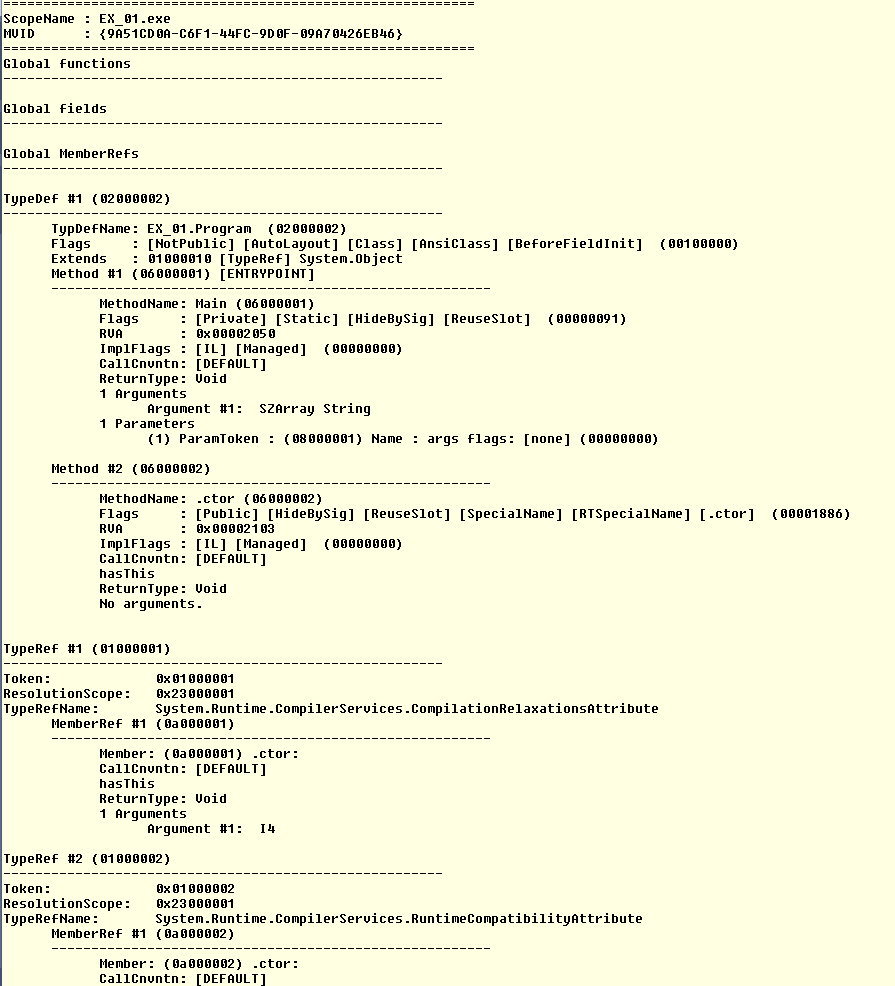 ===========================================================
ScopeName : EX_01.exe
MVID      : {9A51CD0A-C6F1-44FC-9D0F-09A70426EB46}
===========================================================
Global functions
-------------------------------------------------------
Global fields
-------------------------------------------------------
Global MemberRefs
-------------------------------------------------------
TypeDef #1 (02000002)
-------------------------------------------------------
TypDefName: EX_01.Program  (02000002)
Flags     : [NotPublic] [AutoLayout] [Class] [AnsiClass] [BeforeFieldInit]  (00100000)
Extends   : 01000010 [TypeRef] System.Object
Method #1 (06000001) [ENTRYPOINT]
-------------------------------------------------------
MethodName: Main (06000001)
Flags     : [Private] [Static] [HideBySig] [ReuseSlot]  (00000091)
RVA       : 0x00002050
ImplFlags : [IL] [Managed]  (00000000)
CallCnvntn: [DEFAULT]
ReturnType: Void
1 Arguments
Argument #1:  SZArray String
1 Parameters
(1) ParamToken : (08000001) Name : args flags: [none] (00000000)
Method #2 (06000002)
-------------------------------------------------------
MethodName: .ctor (06000002)
Flags     : [Public] [HideBySig] [ReuseSlot] [SpecialName] [RTSpecialName] [.ctor]  (00001886)
RVA       : 0x00002103
ImplFlags : [IL] [Managed]  (00000000)
CallCnvntn: [DEFAULT]
hasThis
ReturnType: Void
No arguments.
TypeRef #1 (01000001)
-------------------------------------------------------
Token:             0x01000001
ResolutionScope:   0x23000001
TypeRefName:       System.Runtime.CompilerServices.CompilationRelaxationsAttribute
MemberRef #1 (0a000001)
-------------------------------------------------------
Member: (0a000001) .ctor:
CallCnvntn: [DEFAULT]
hasThis
ReturnType: Void
1 Arguments
Argument #1:  I4
TypeRef #2 (01000002)
-------------------------------------------------------
Token:             0x01000002
ResolutionScope:   0x23000001
TypeRefName:       System.Runtime.CompilerServices.RuntimeCompatibilityAttribute
MemberRef #1 (0a000002)
-------------------------------------------------------
Member: (0a000002) .ctor:
CallCnvntn: [DEFAULT]